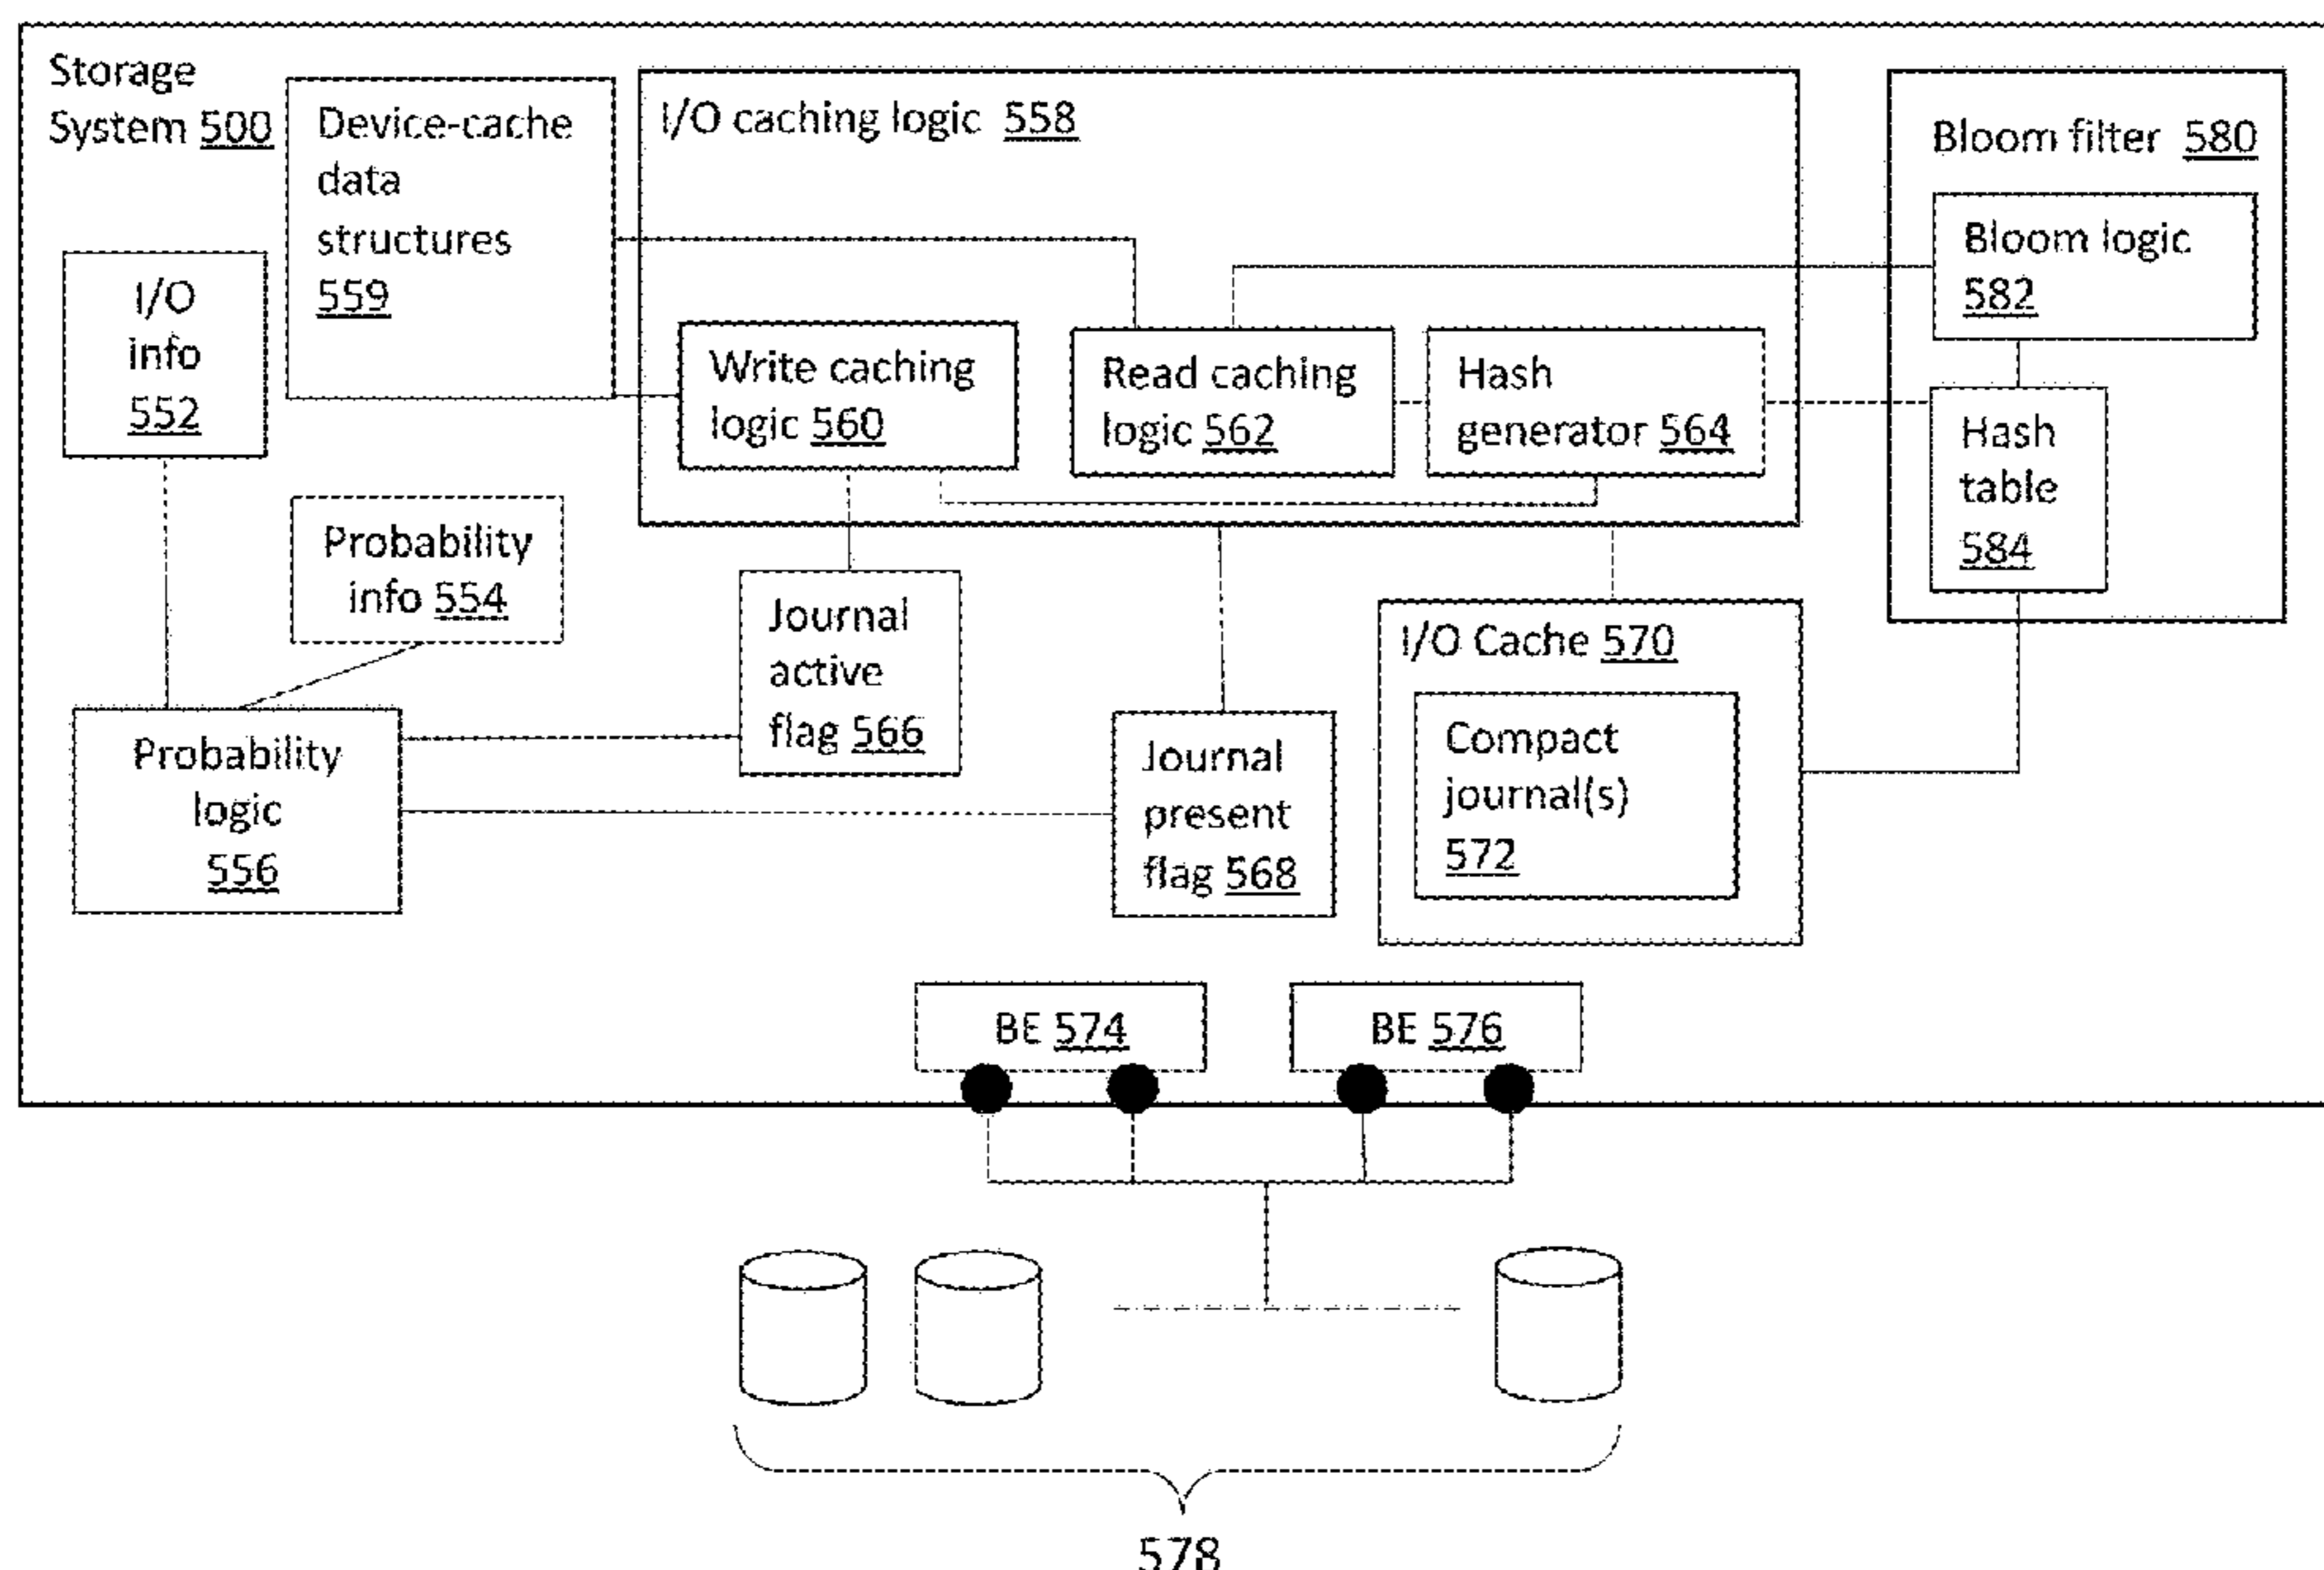 Storage
System 500
Device-cache
data
structures
559
I/O caching logic 558
Bloom filter 580
Bloom logic
582
I/O
info
552
Write caching
logic 560
Read caching
logic 562
Hash
generator 564
Hash
table
584
Probability
info 554
Journal
active
flag 566
I/O Cache 570
Compact
journal(s)
572
Probability
logic
556
Journal
present
flag 568
BE 574
BE 576
578